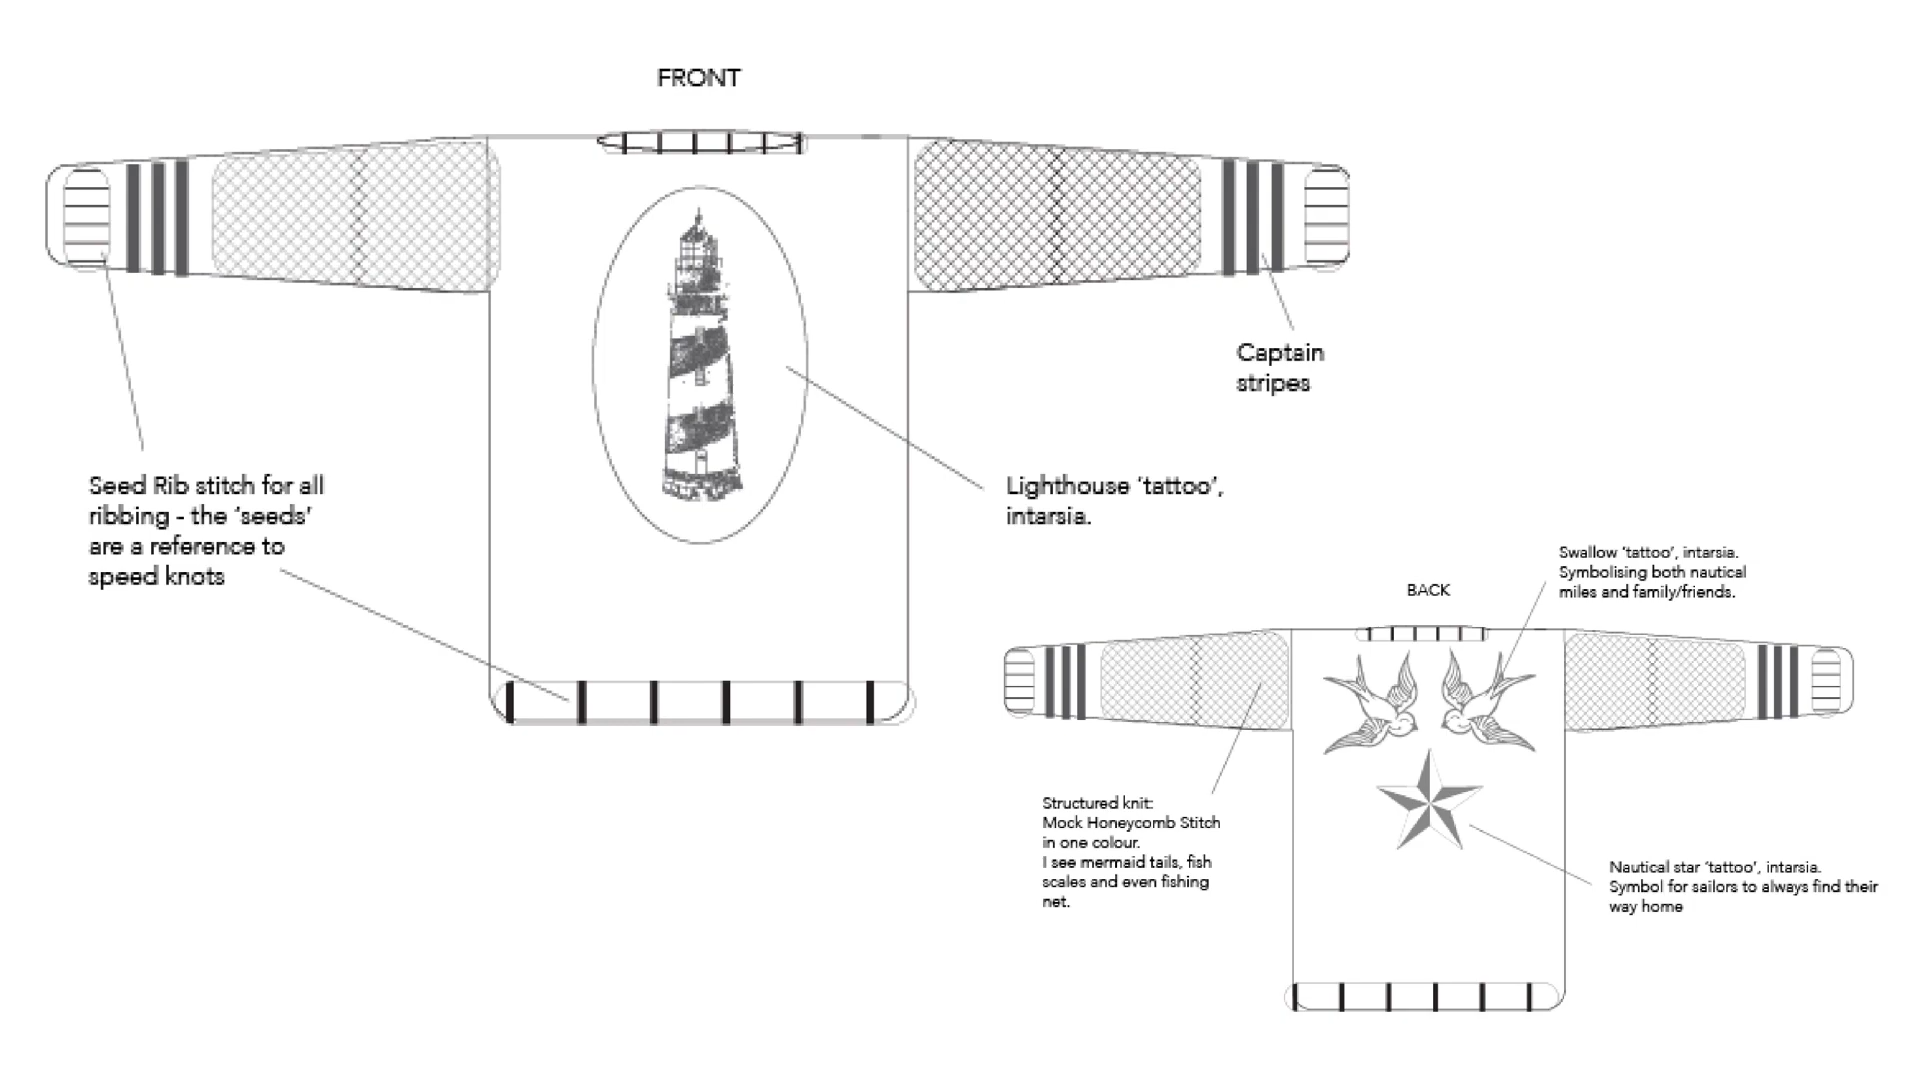 FRONT
Captain
stripes
Seed Rib stitch for all
ribbing - the 'seeds'
are a reference to
speed knots
Lighthouse 'tattoo',
intarsia.
BACK
Swallow 'tattoo', intarsia.
Symbolising both nautical
miles and family/friends.
Structured knit:
Mock Honeycomb Stitch
in one colour.
I see mermaid tails, fish
scales and even fishing
net.
Nautical star 'tattoo', intarsia.
Symbol for sailors to always find their
way home